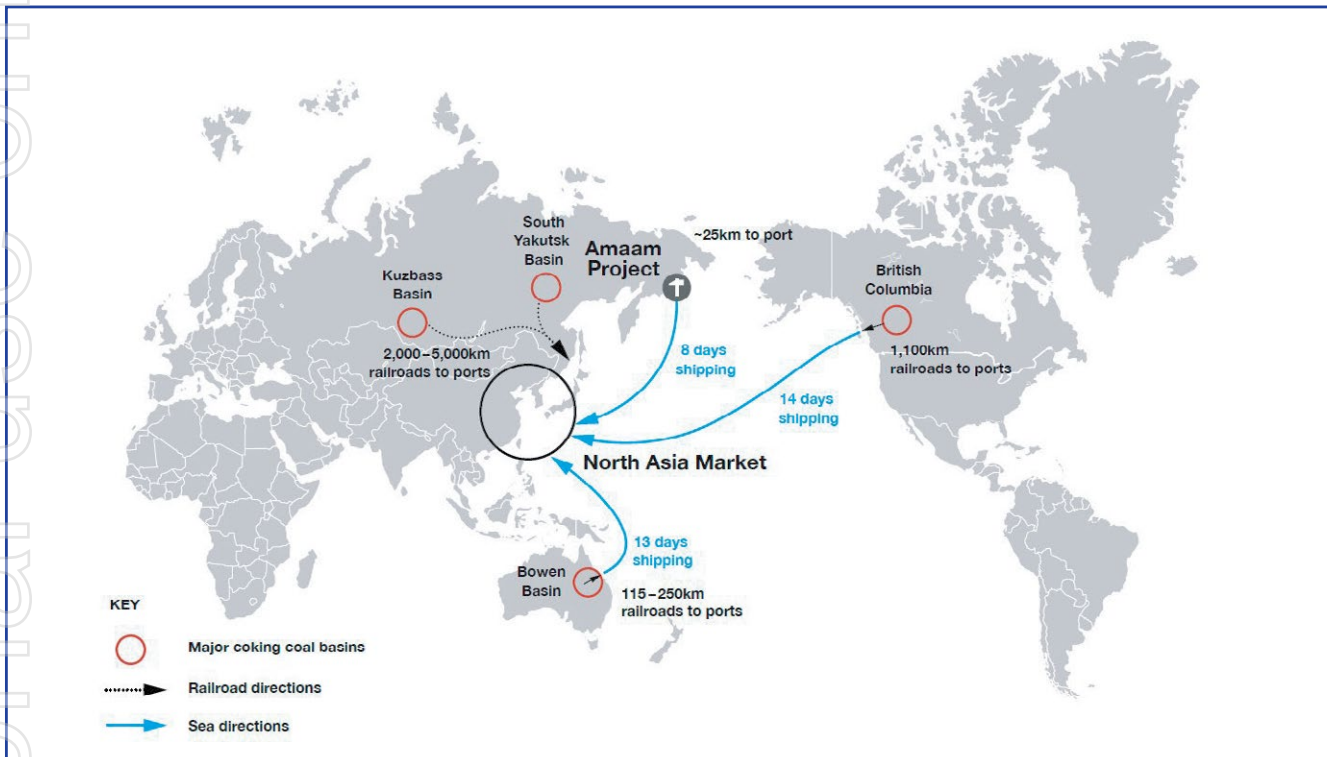 South
Yakutsk
Basin
Amaam
Project
~25km to port
Kuzbass
Basin
British
Columbia
2,000–5,000km
railroads to ports
8 days
shipping
1,100km
railroads to ports
14 days
shipping
North Asia Market
13 days
shipping
Bowen
Basin
115–250km
railroads to ports
KEY
Major coking coal basins
Railroad directions
Sea directions